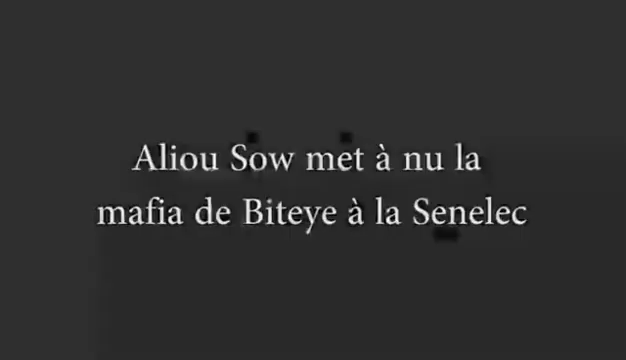 Aliou Sow met à nu la
mafia de Biteye à la Senelec